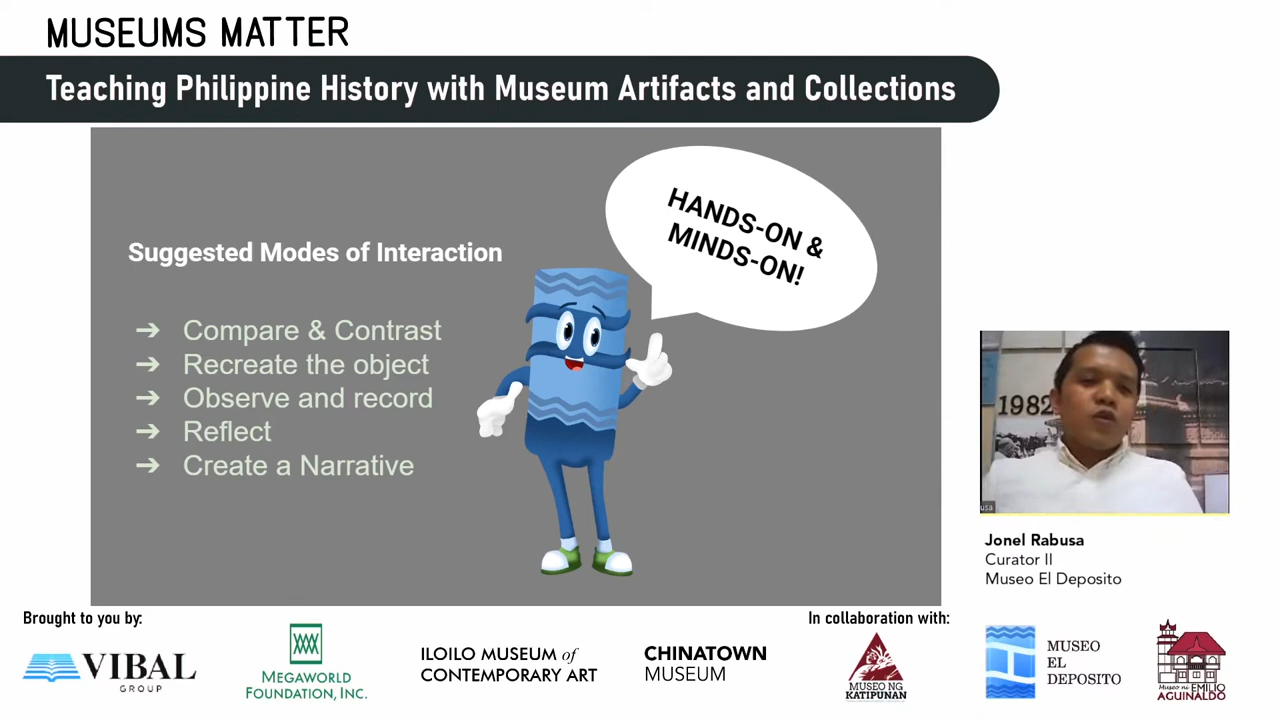 MUSEUMS MATTER
Teaching Philippine History with Museum Artifacts and Collections
HANDS-ON &
MINDS-ON!
Suggested Modes of Interaction
➔ Compare & Contrast
➔ Recreate the object
➔ Observe and record
➔ Reflect
➔ Create a Narrative
1982
usa
Jonel Rabusa
Curator II
Museo El Deposito
Brought to you by:
In collaboration with:
VIBAL
GROUP
MEGAWORLD
FOUNDATION, INC.
ILOILO MUSEUM of
CONTEMPORARY ART
CHINATOWN
MUSEUM
MUSEO NG
KATIPUNAN
MUSEO
EL
DEPOSITO
Museo ni EMILIO
AGUINALDO